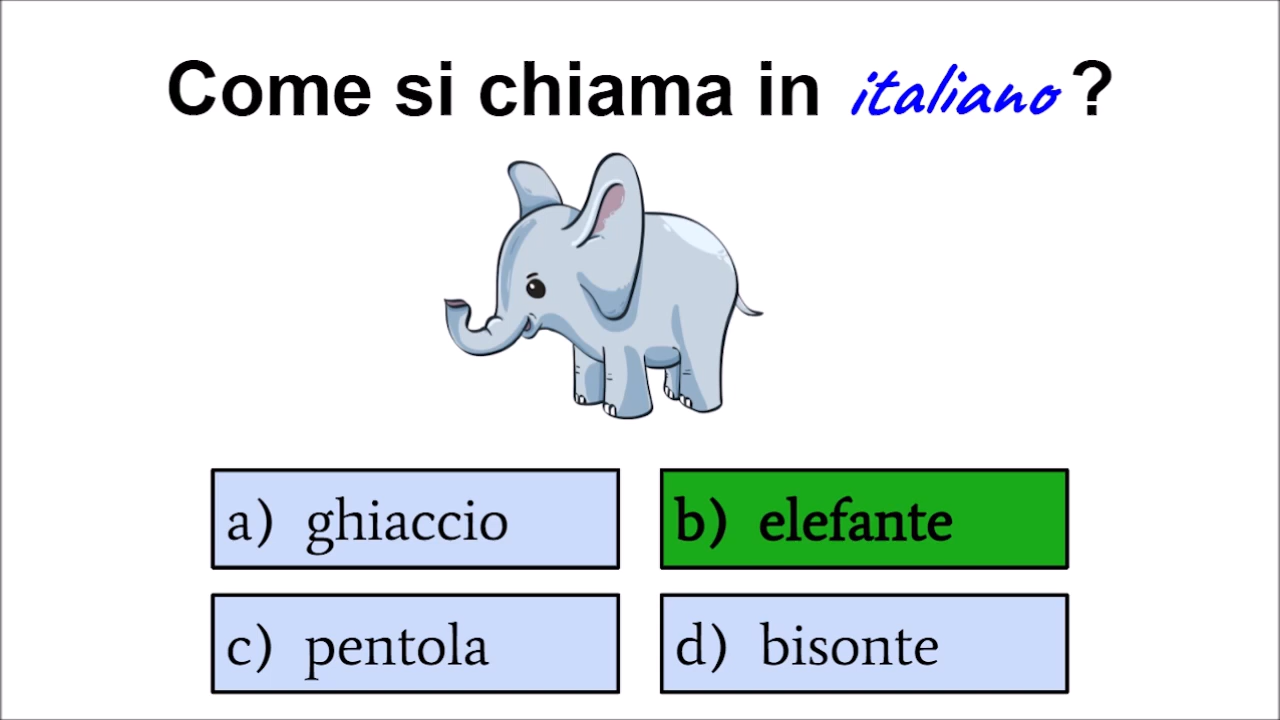 Come si chiama in italiano ?
a) ghiaccio
b) elefante
c) pentola
d) bisonte